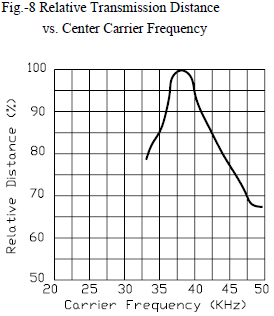 Fig.-8 Relative Transmission Distance
vs. Center Carrier Frequency
100
90
80
70
60
50
Relative Distance (%)
20 25 30 35 40 45 50
Carrier Frequency (KHz)